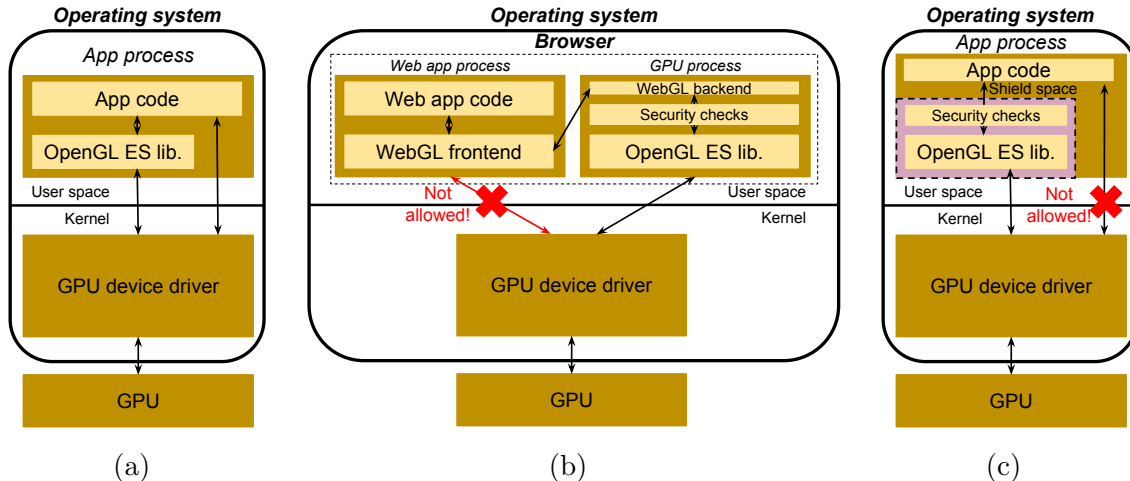 Operating system
App process
App code
OpenGL ES lib.
User space
Kernel
GPU device driver
GPU
(a)
Operating system
Browser
Web app process
Web app code
WebGL frontend
GPU process
WebGL backend
Security checks
OpenGL ES lib.
Not
allowed!
User space
Kernel
GPU device driver
GPU
(b)
Operating system
App process
App code
Shield space
Security checks
OpenGL ES lib.
User space
Kernel
Not
allowed!
GPU device driver
GPU
(c)